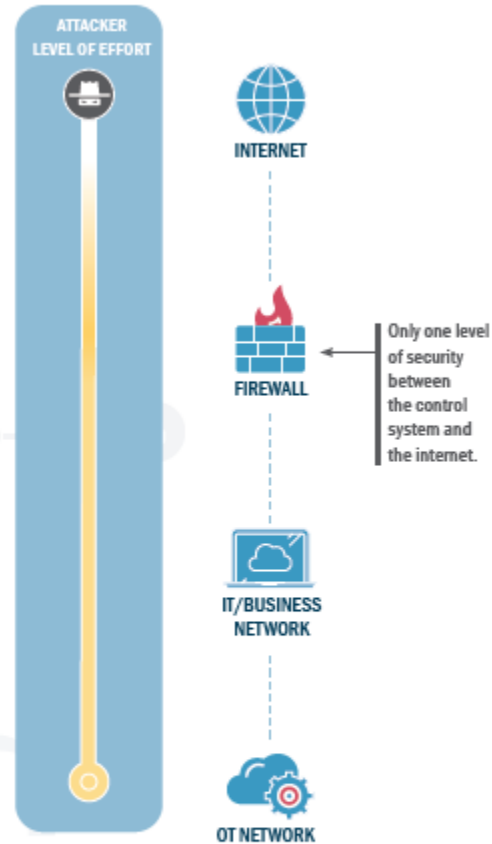 ATTACKER
LEVEL OF EFFORT
INTERNET
FIREWALL
Only one level
of security
between
the control
system and
the internet.
IT/BUSINESS
NETWORK
OT NETWORK